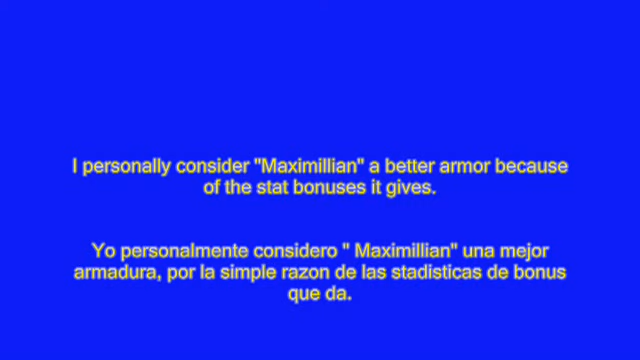 I personally consider "Maximillian" a better armor because
of the stat bonuses it gives.
Yo personalmente considero " Maximillian" una mejor
armadura, por la simple razon de las stadisticas de bonus
que da.